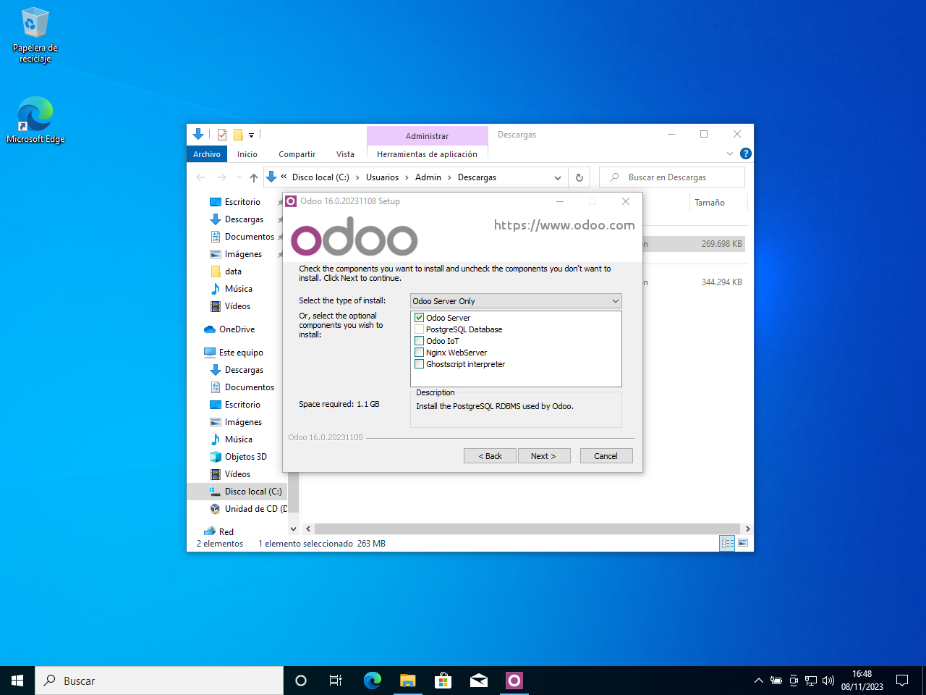 Papelera de
reciclaje
Microsoft Edge
Administrar
Descargas
Archivo
Inicio
Compartir
Vista
Herramientas de aplicación
« Disco local (C:) > Usuarios > Admin > Descargas
Buscar en Descargas
Escritorio
Descargas
Documentos
Imágenes
data
Música
Vídeos
OneDrive
Este equipo
Descargas
Documentos
Escritorio
Imágenes
Música
Objetos 3D
Vídeos
Disco local (C:)
Unidad de CD (D
Red
Tamaño
n 269.698 KB
n 344.294 KB
2 elementos 1 elemento seleccionado 263 MB
Odoo 16.0.20231108 Setup
odoo
https://www.odoo.com
Check the components you want to install and uncheck the components you don't want to
install. Click Next to continue.
Select the type of install:
Odoo Server Only
Or, select the optional
components you wish to
install:
Odoo Server
PostgreSQL Database
Odoo IoT
Nginx WebServer
Ghostscript interpreter
Space required: 1.1 GB
Description
Install the PostgreSQL RDBMS used by Odoo.
Odoo 16.0.20231108
< Back
Next >
Cancel
Buscar
16:48
08/11/2023